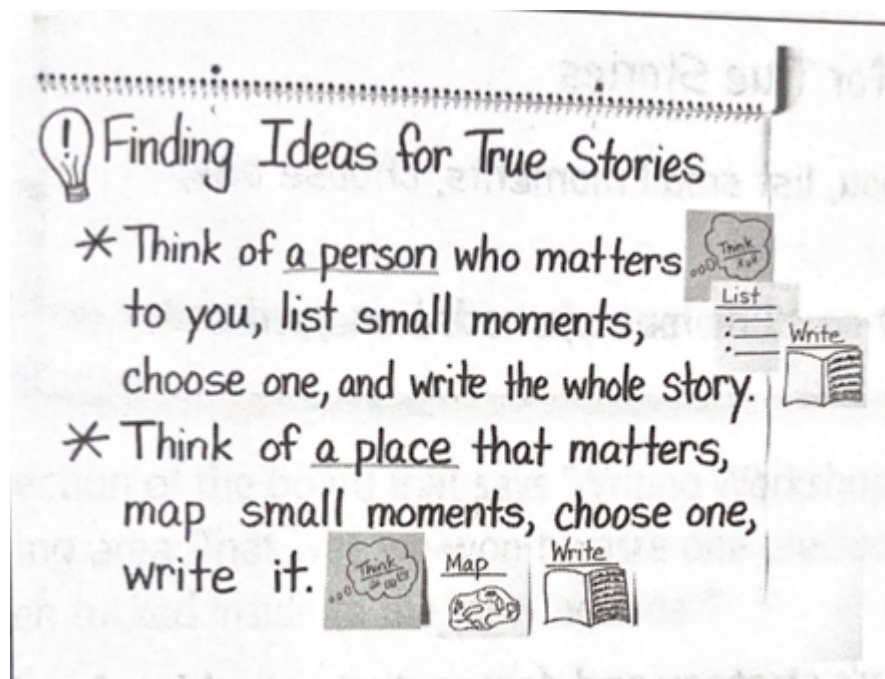 Finding Ideas for True Stories
* Think of a person who matters
Think
to you, list small moments,
List
Write
choose one, and write the whole story.
* Think of a place that matters,
map small moments, choose one,
write it.
Think
Map
Write